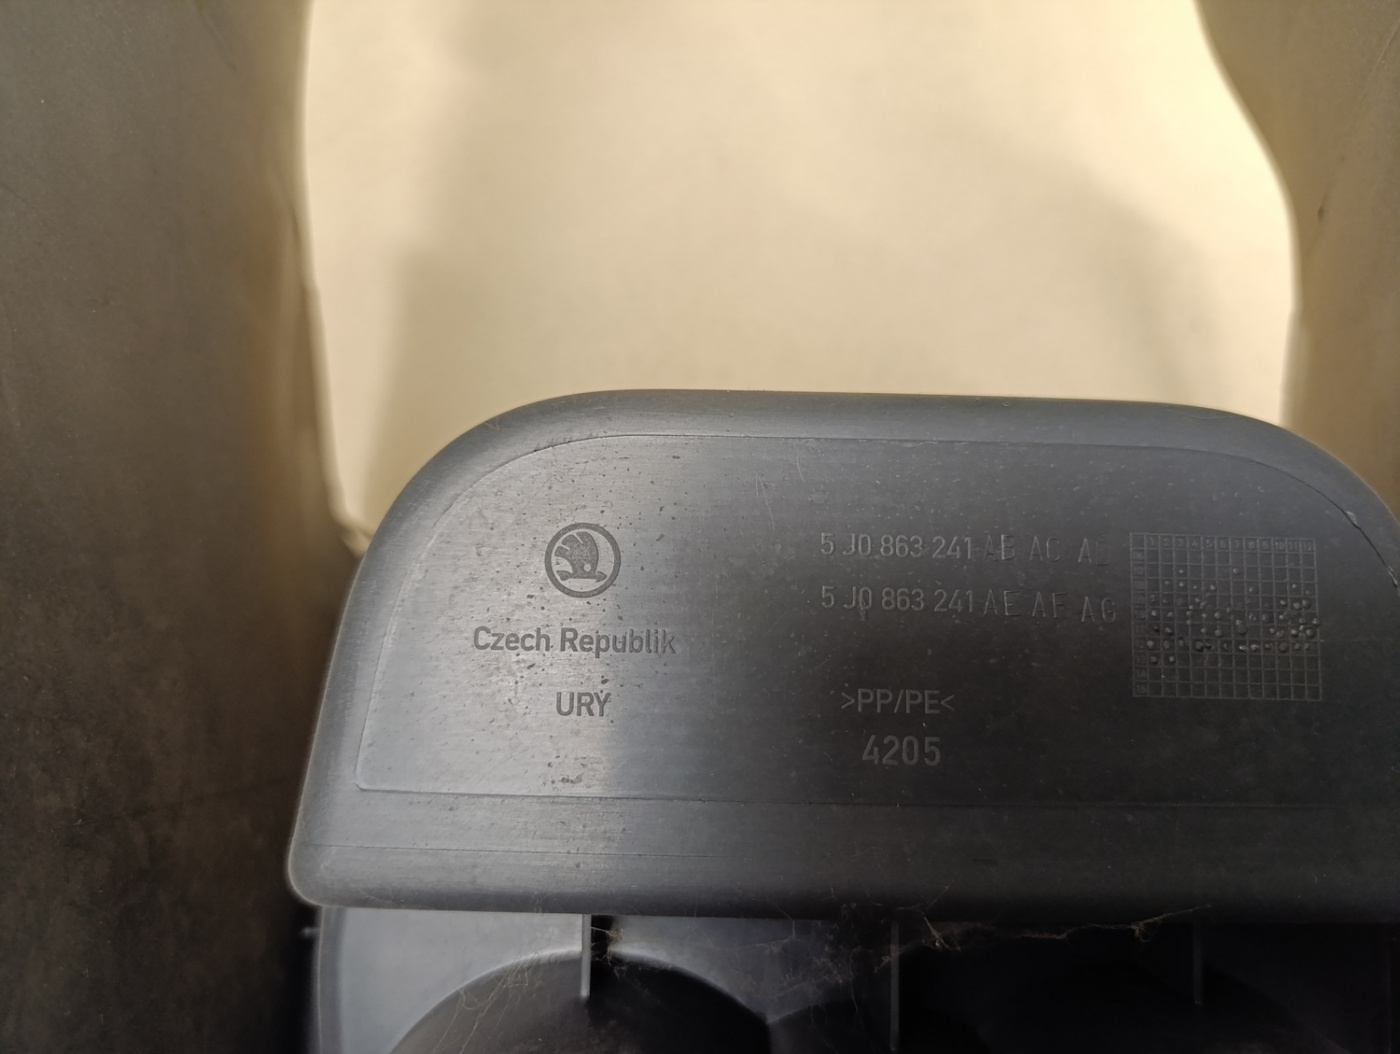 Czech Republik
URY
5 J0 863 241 AB AC AD
5 J0 863 241 AE AF AG
>PP/PE<
4205